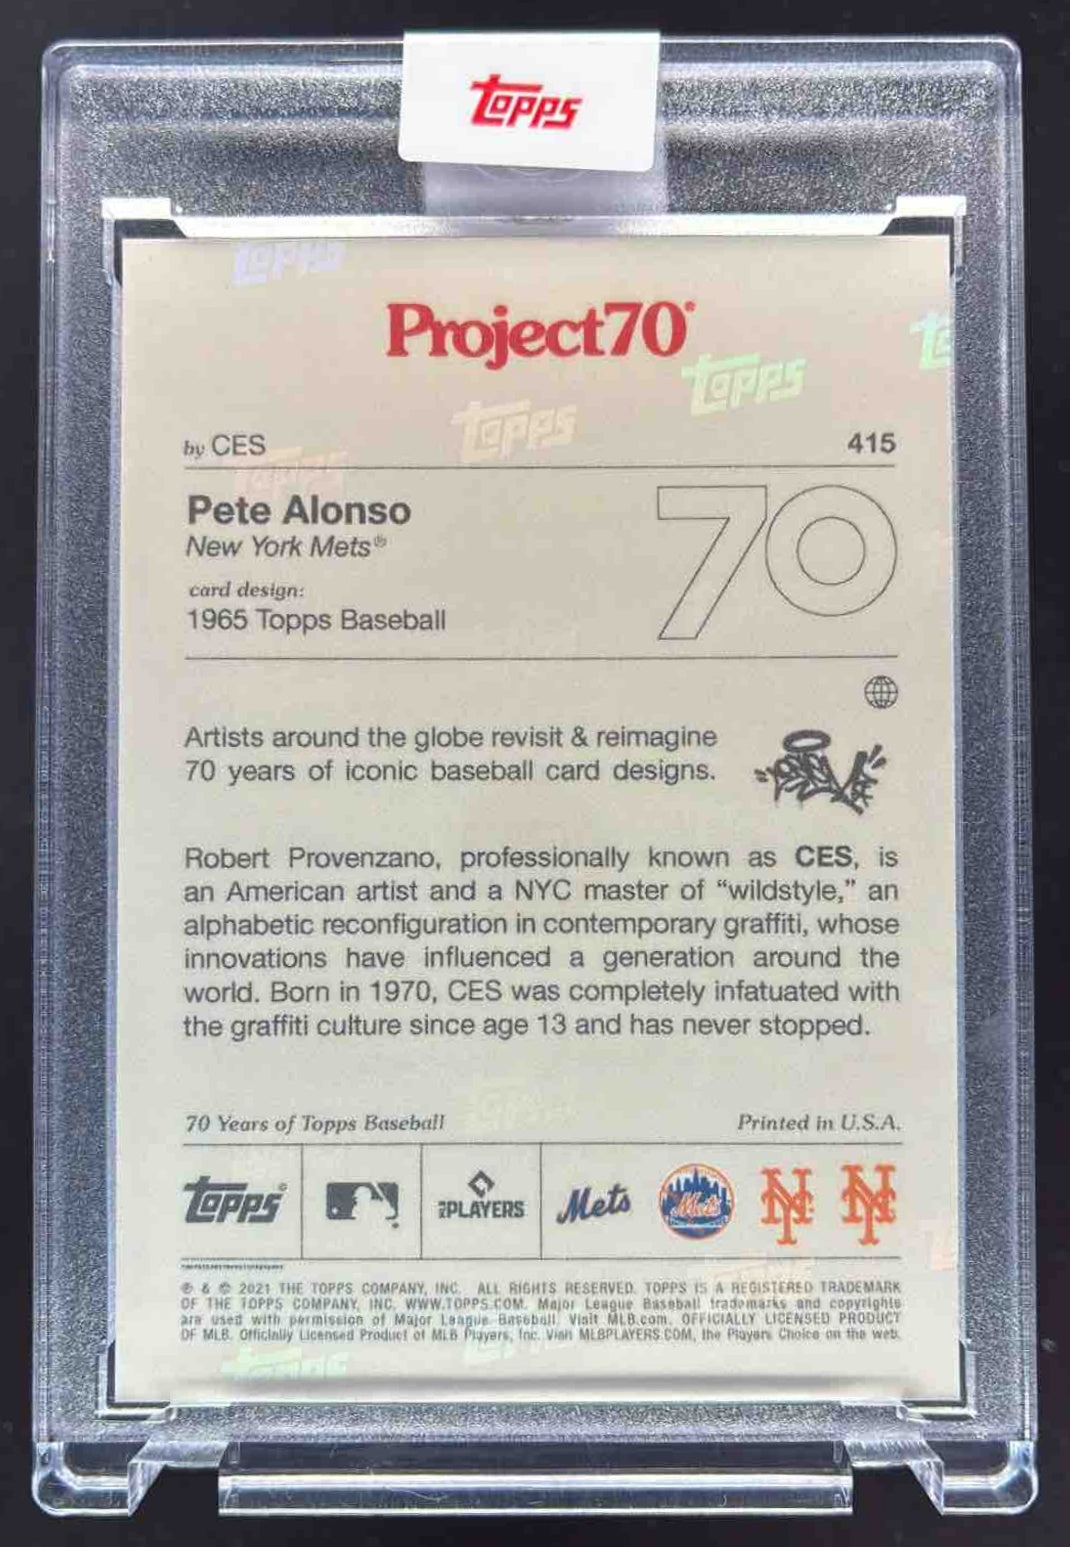 Topps
Topps
Project70®
Topps
Topps
by CES
415
Topps
Pete Alonso
New York Mets®
card design:
1965 Topps Baseball
70
Artists around the globe revisit & reimagine
70 years of iconic baseball card designs.
Robert Provenzano, professionally known as CES, is
an American artist and a NYC master of “wildstyle,” an
alphabetic reconfiguration in contemporary graffiti, whose
innovations have influenced a generation around the
world. Born in 1970, CES was completely infatuated with
the graffiti culture since age 13 and has never stopped.
70 Years of Topps Baseball
Printed in U.S.A.
Topps®
PLAYERS
Mets
Mets
NY
NY
® & © 2021 THE TOPPS COMPANY, INC. ALL RIGHTS RESERVED. TOPPS IS A REGISTERED TRADEMARK
OF THE TOPPS COMPANY, INC. WWW.TOPPS.COM. Major League Baseball trademarks and copyrights
are used with permission of Major League Baseball. Visit MLB.com. OFFICIALLY LICENSED PRODUCT
OF MLB. Officially Licensed Product of MLB Players, Inc. Visit MLBPLAYERS.COM, the Players Choice on the web.
Topps